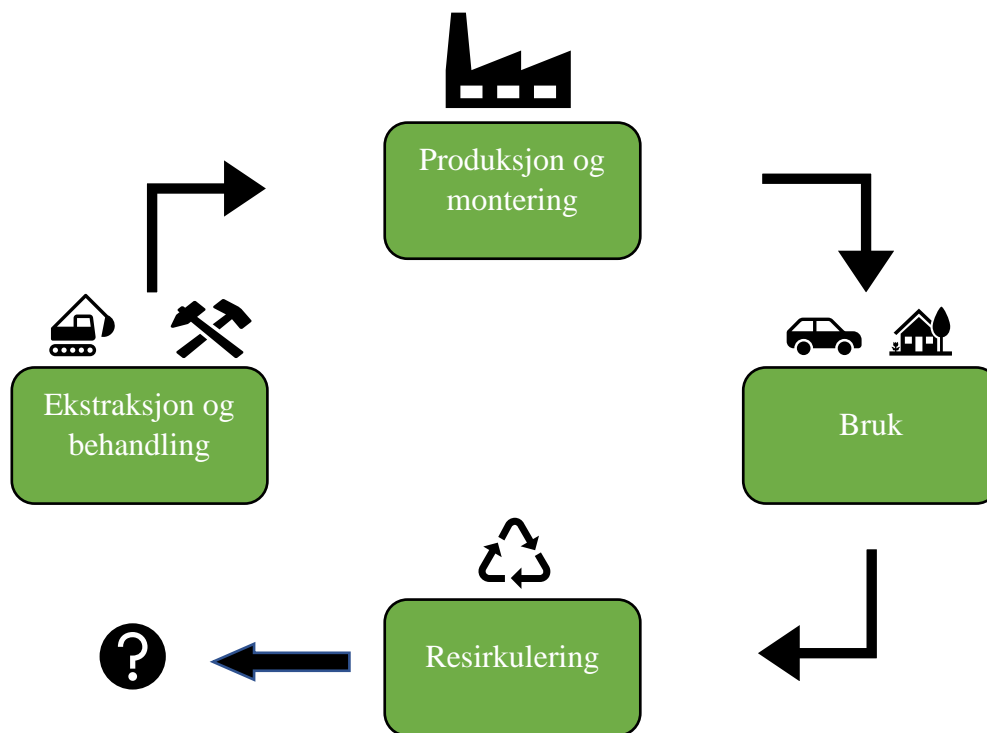 Produksjon og
montering
Ekstraksjon og
behandling
Bruk
Resirkulering
?